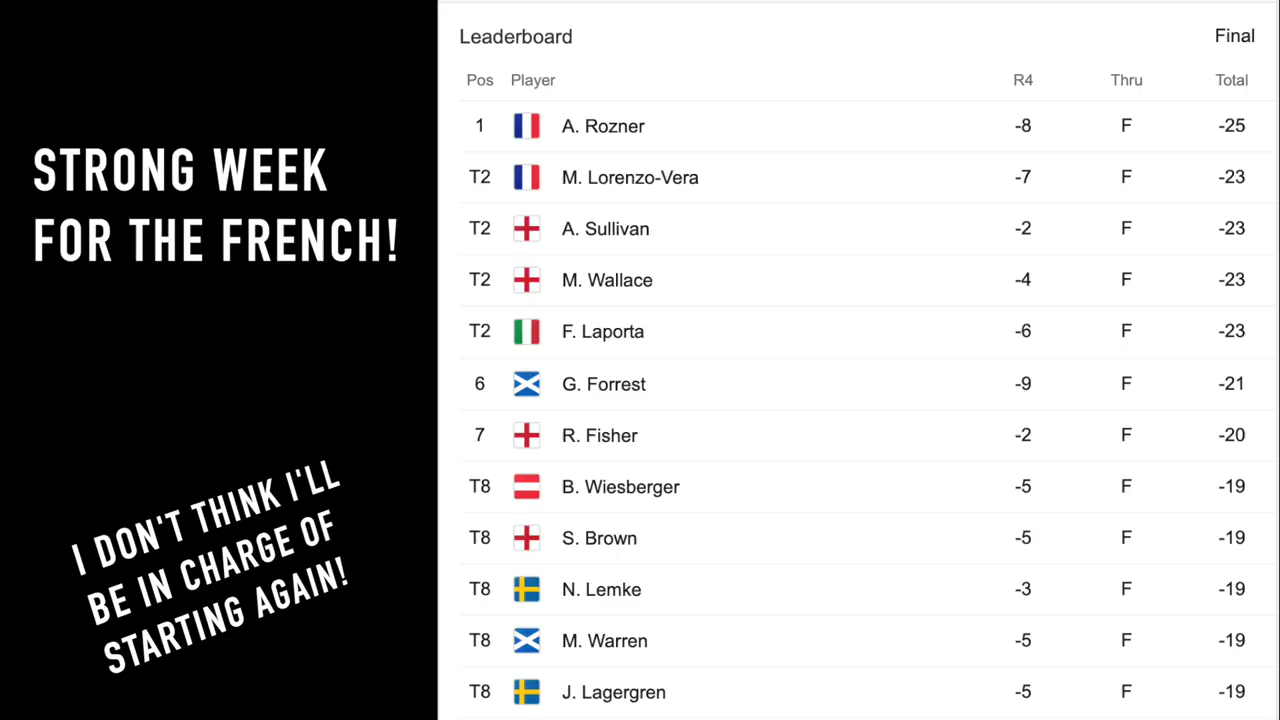 STRONG WEEK
FOR THE FRENCH!
I DON'T THINK I'LL
BE IN CHARGE OF
STARTING AGAIN!
Leaderboard Final
Pos Player R4 Thru Total
1 A. Rozner -8 F -25
T2 M. Lorenzo-Vera -7 F -23
T2 A. Sullivan -2 F -23
T2 M. Wallace -4 F -23
T2 F. Laporta -6 F -23
6 G. Forrest -9 F -21
7 R. Fisher -2 F -20
T8 B. Wiesberger -5 F -19
T8 S. Brown -5 F -19
T8 N. Lemke -3 F -19
T8 M. Warren -5 F -19
T8 J. Lagergren -5 F -19